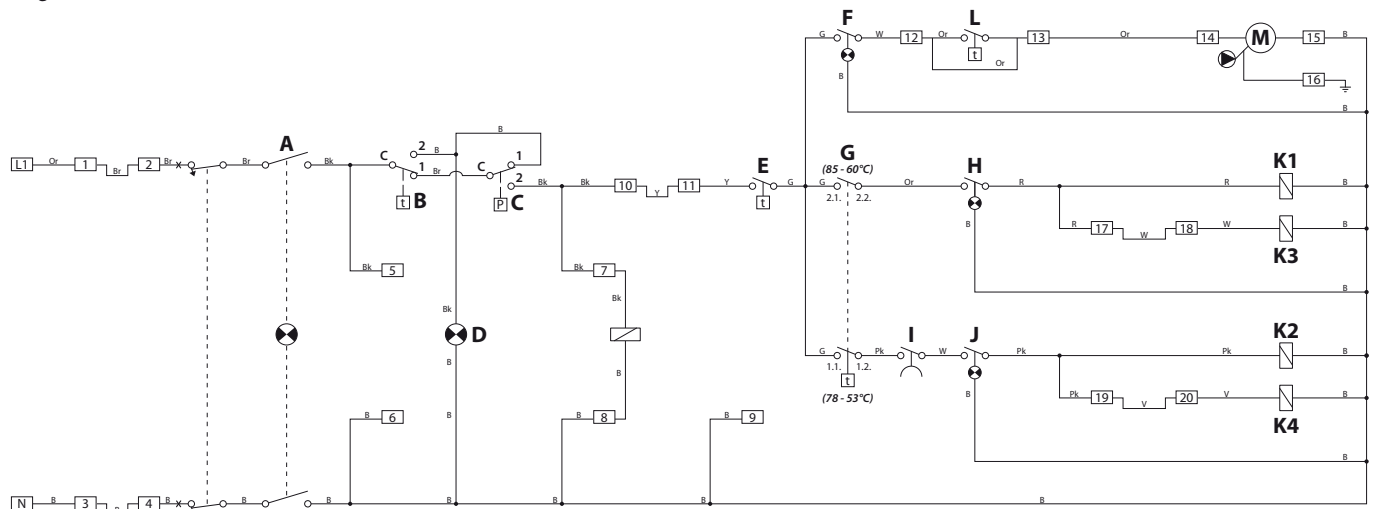 F L
G W 12 Or 13 Or 14 M 15 B
t
Or
B 16
B
A
B
2 B
L1 Or 1 Br 2 Br Br Bk C 1 Br C 1
2 Bk Bk 10 Y 11 Y E G
t B P C
t
G
(85 - 60°C)
G Or
2.1. 2.2.
H
R
K1
B
B R 17 W 18 W B
K3
Bk 5
Bk 7
Bk
B
Bk
D
B
B
G Pk I W J Pk
1.1. 1.2.
t
(78 - 53°C)
K2
Pk B
B Pk 19 V 20 V B
K4
B 6 B B 8 B 9
B
N B 3 B 4 B B B B B B B B